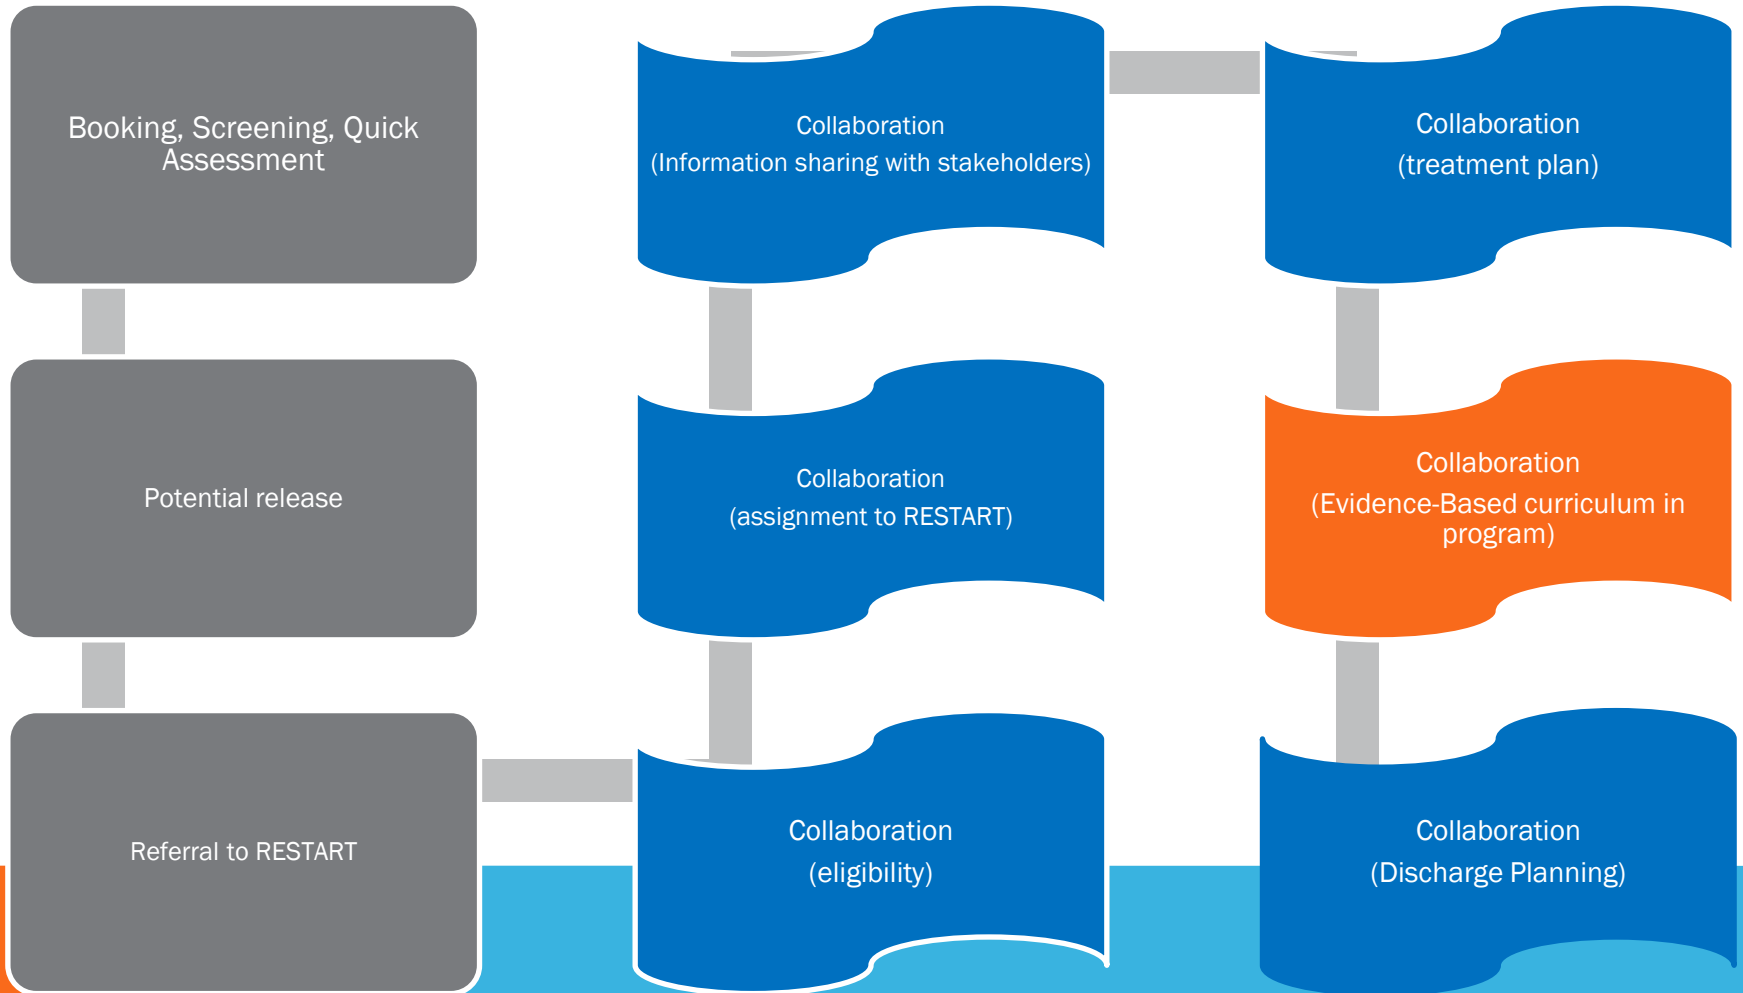 Booking, Screening, Quick
Assessment
Potential release
Referral to RESTART
Collaboration
(eligibility)
Collaboration
(assignment to RESTART)
Collaboration
(Information sharing with stakeholders)
Collaboration
(treatment plan)
Collaboration
(Evidence-Based curriculum in
program)
Collaboration
(Discharge Planning)